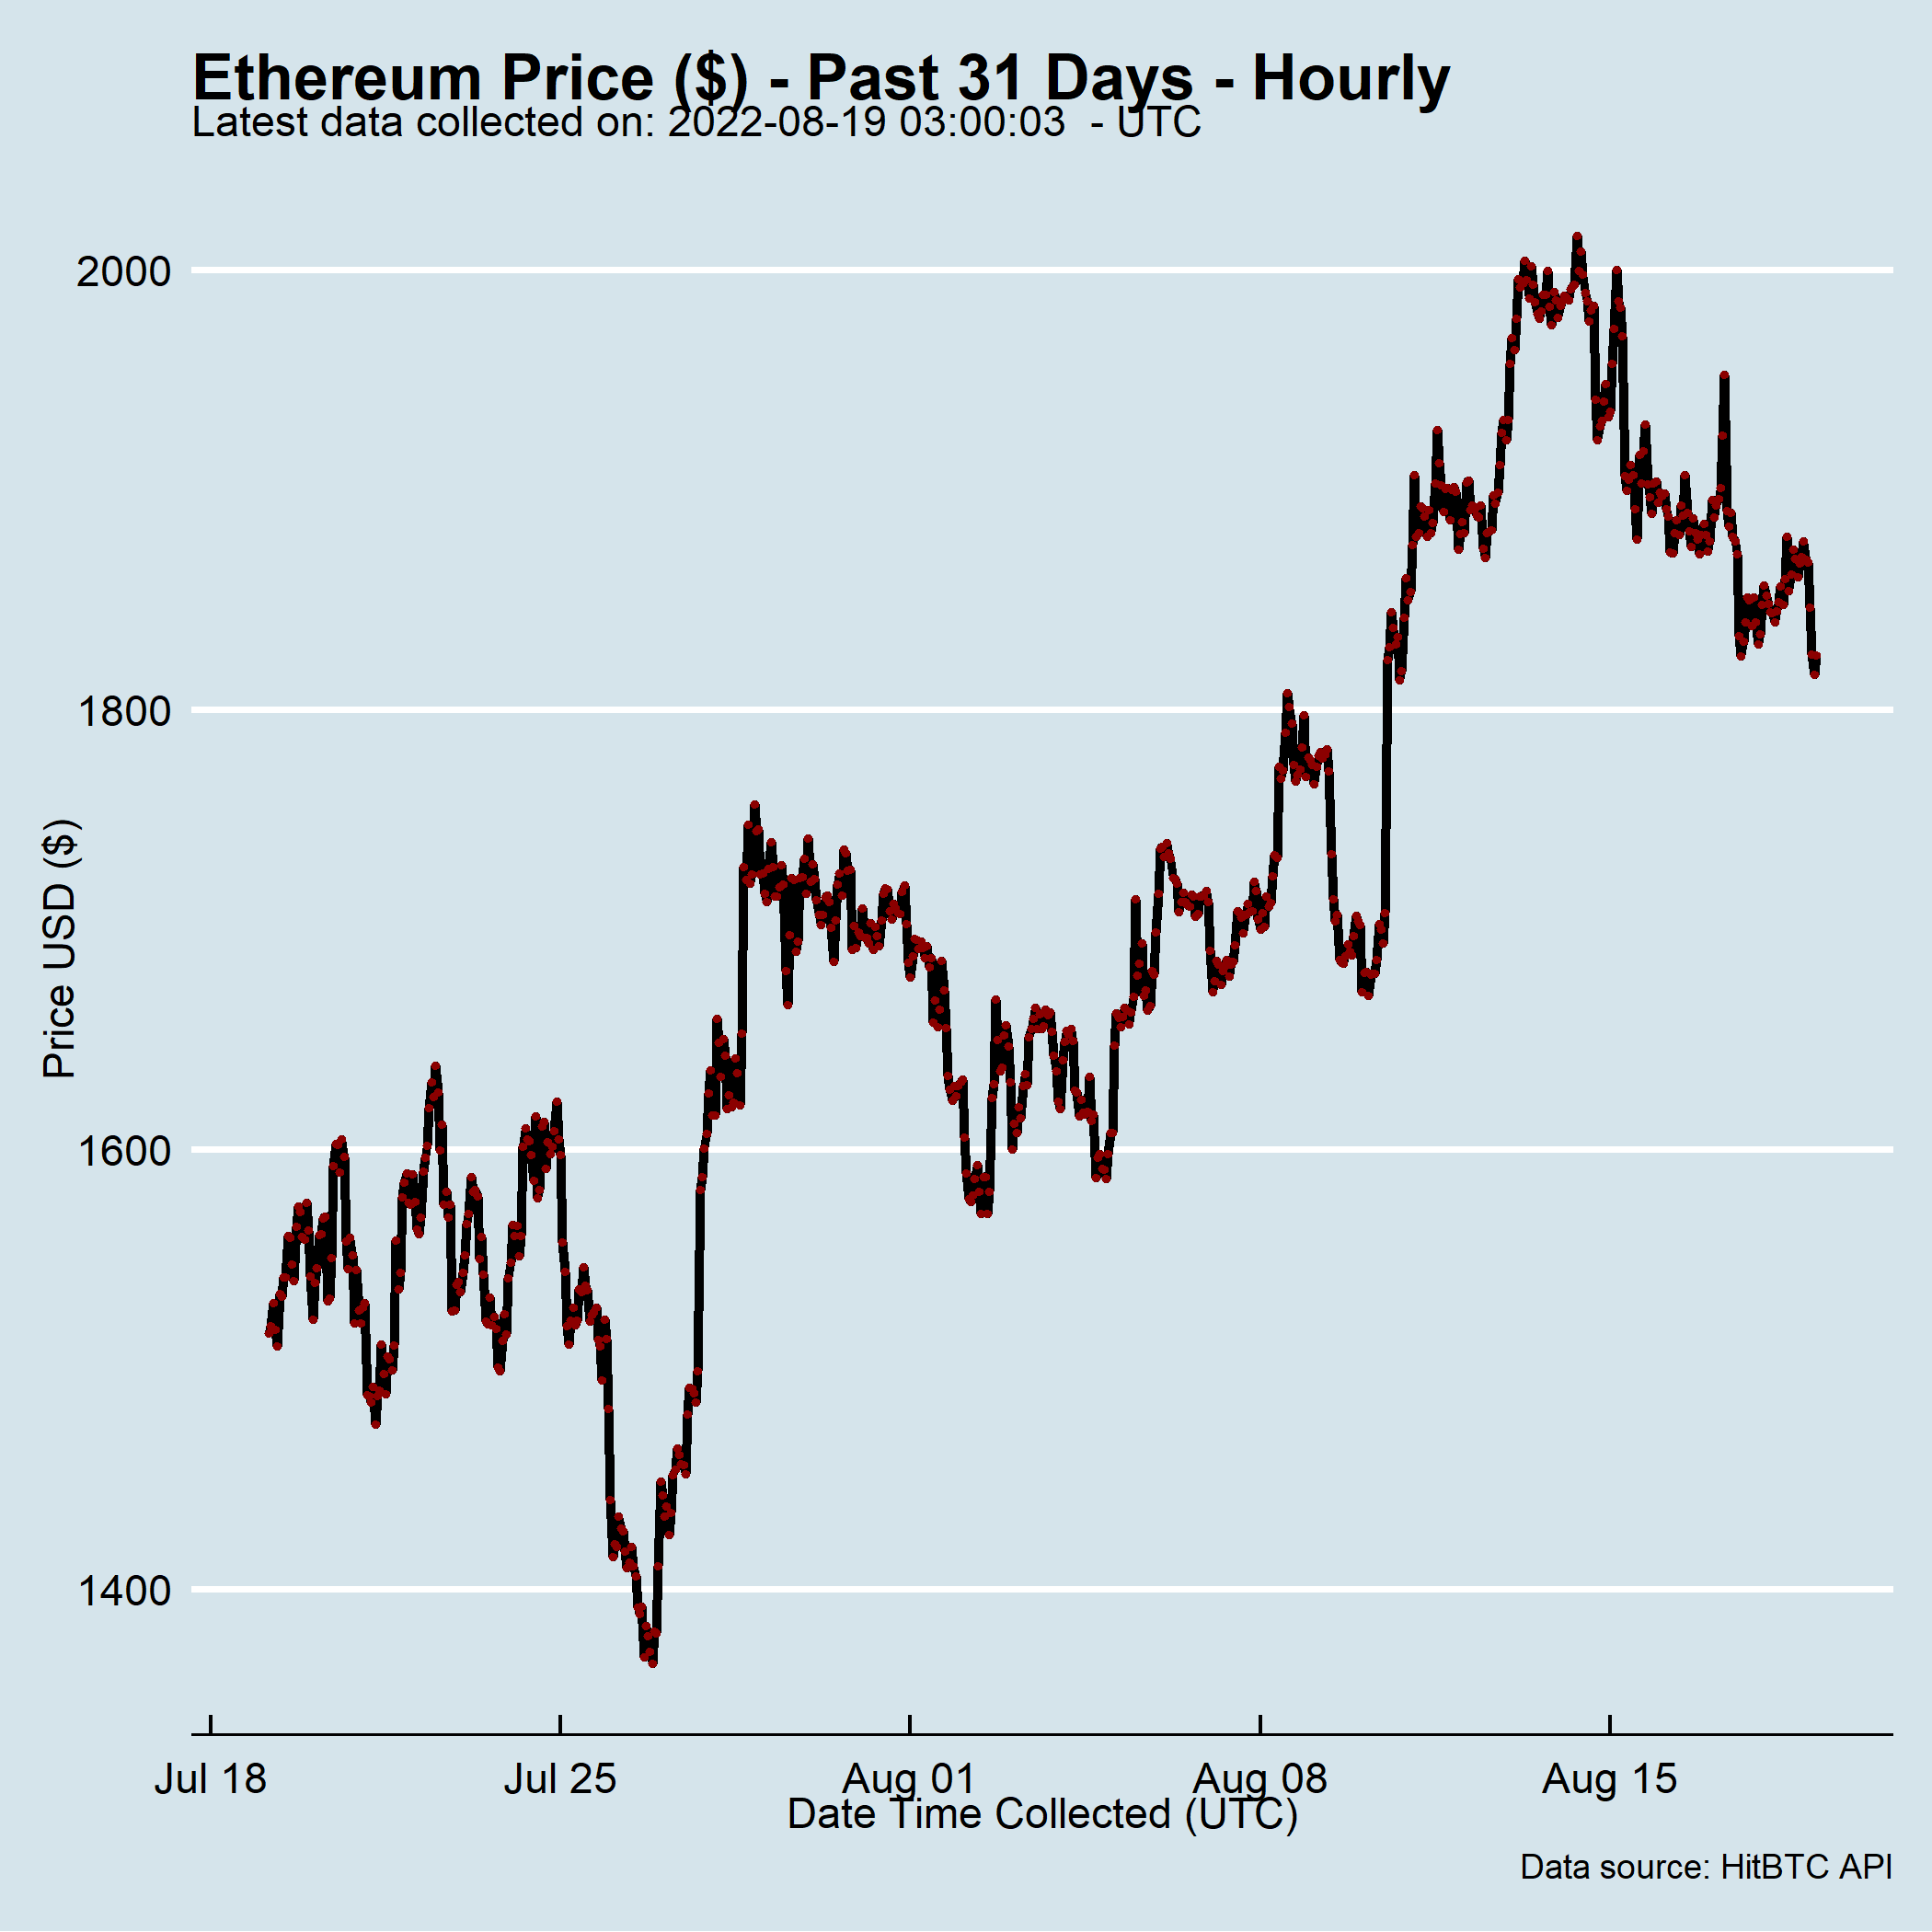 Ethereum Price ($) - Past 31 Days - Hourly
Latest data collected on: 2022-08-19 03:00:03  - UTC
2000
1800
1600
1400
Price USD ($)
Jul 18 Jul 25 Aug 01 Aug 08 Aug 15
Date Time Collected (UTC)
Data source: HitBTC API